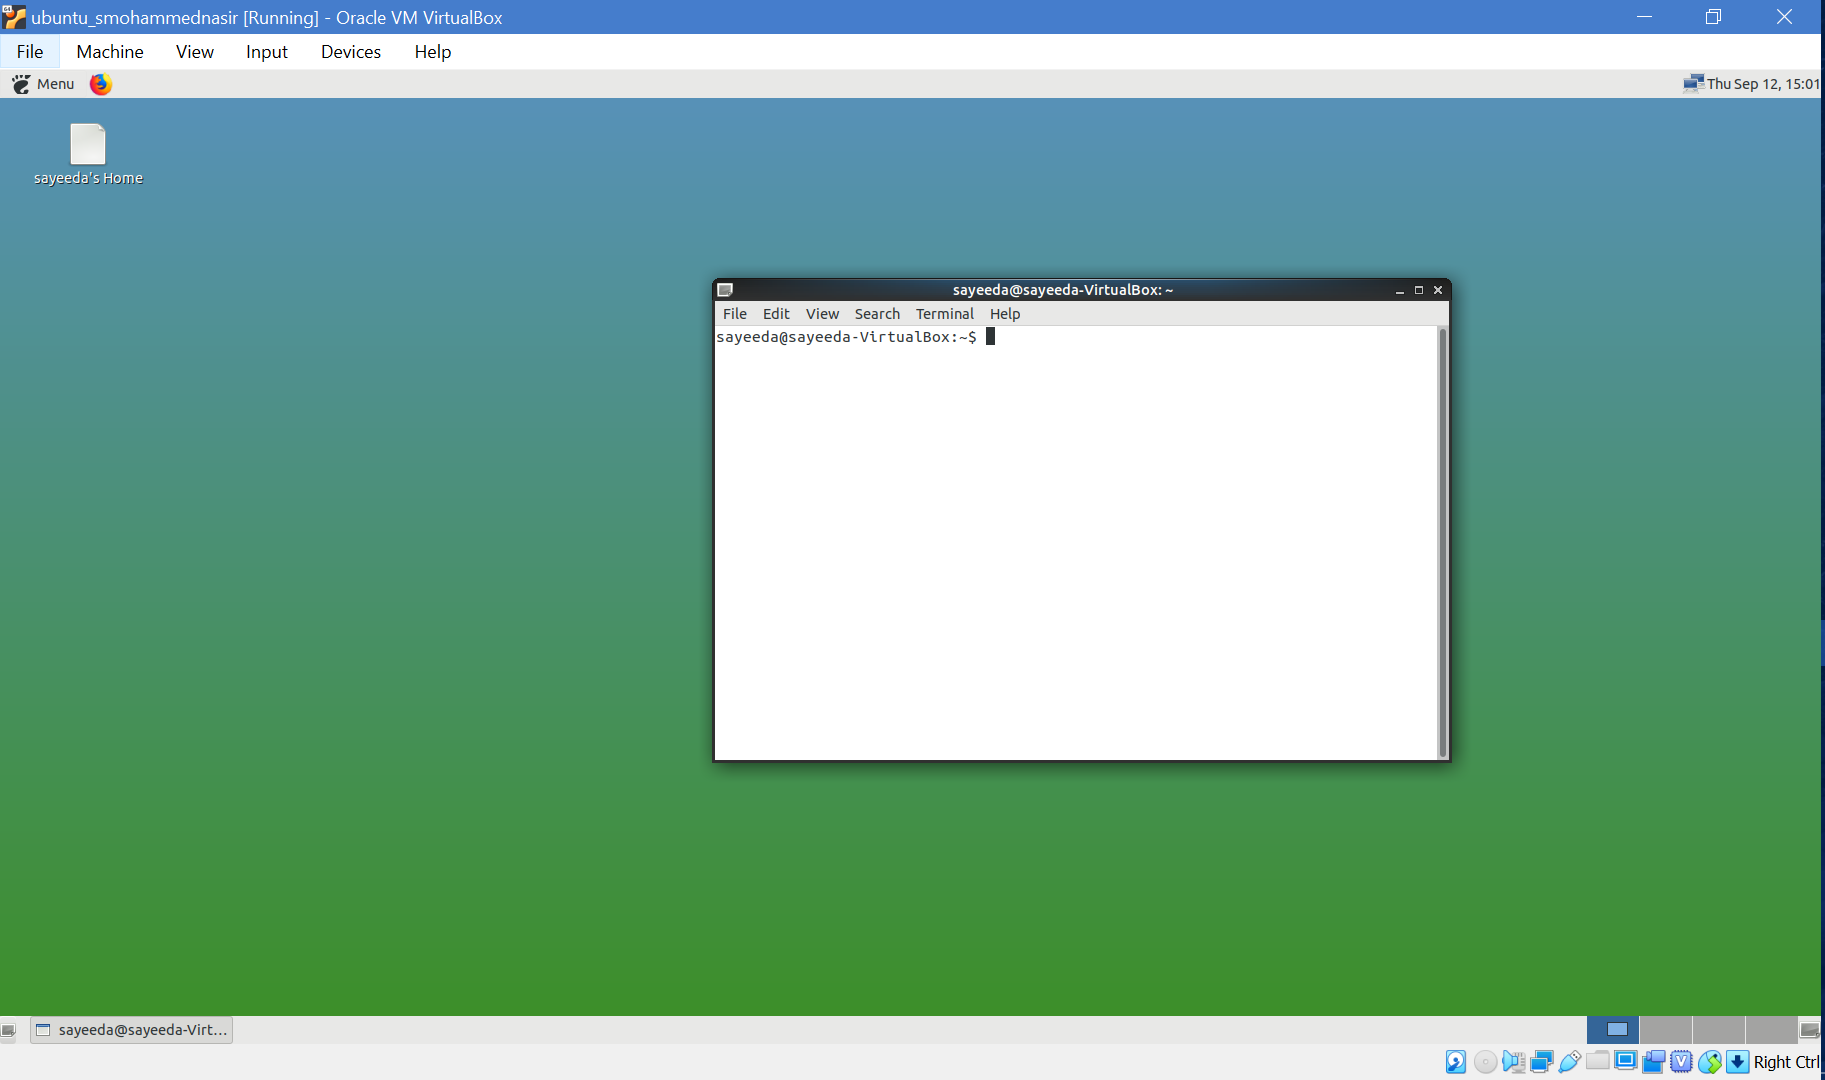 ubuntu_smohammednasir [Running] - Oracle VM VirtualBox
File Machine View Input Devices Help
Menu Thu Sep 12, 15:01
sayeeda's Home
sayeeda@sayeeda-VirtualBox: ~
File Edit View Search Terminal Help
sayeeda@sayeeda-VirtualBox:~$
sayeeda@sayeeda-Virt...
Right Ctrl